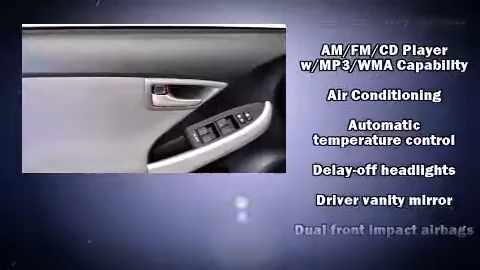 AM/FM/CD Player
w/MP3/WMA Capability
Air Conditioning
Automatic
temperature control
Delay-off headlights
Driver vanity mirror
Dual front impact airbags